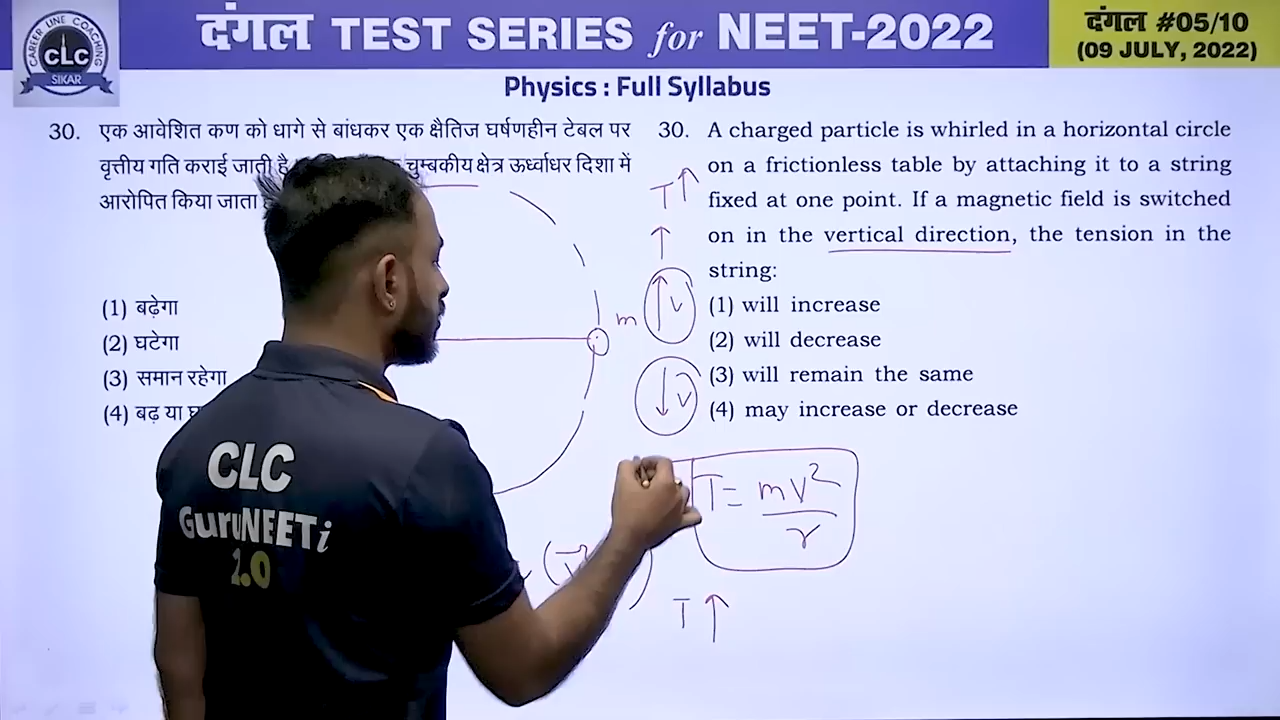 CAREER LINE COACHING
CLC
SIKAR
दंगल TEST SERIES for NEET-2022
दंगल #05/10
(09 JULY, 2022)
Physics : Full Syllabus
30. एक आवेशित कण को धागे से बांधकर एक क्षैतिज घर्षणहीन टेबल पर
वृत्तीय गति कराई जाती है चुम्बकीय क्षेत्र ऊर्ध्वाधर दिशा में
आरोपित किया जाता
(1) बढ़ेगा
(2) घटेगा
(3) समान रहेगा
(4) बढ़ या
30. A charged particle is whirled in a horizontal circle
on a frictionless table by attaching it to a string
fixed at one point. If a magnetic field is switched
on in the vertical direction, the tension in the
string:
(1) will increase
(2) will decrease
(3) will remain the same
(4) may increase or decrease
T↑
↑
m ↑V
↓V
T = mv²/r
T↑
CLC
GuruNEETi
2.0